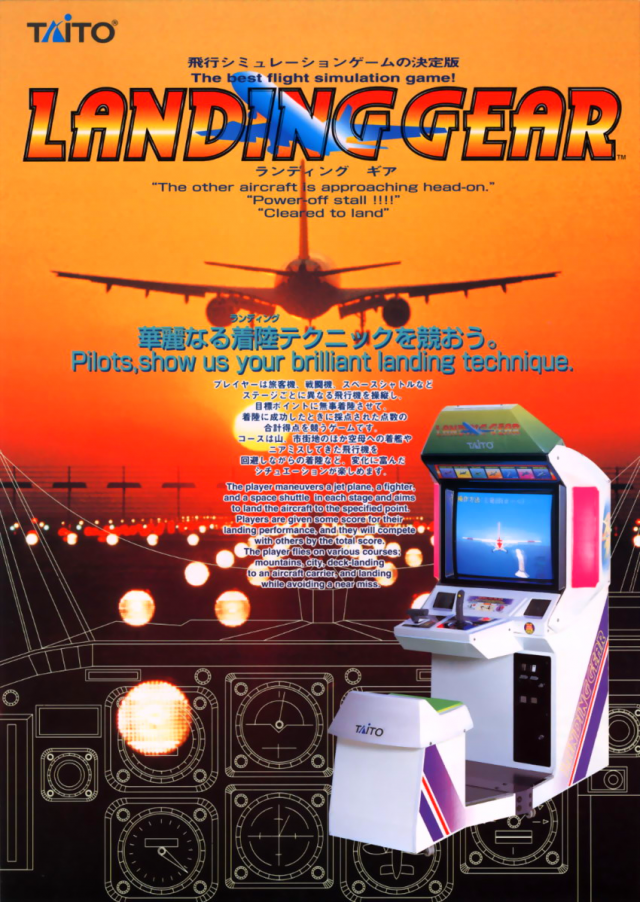 TAITO®
飛行シミュレーションゲームの決定版
The best flight simulation game!
LANDING GEAR™
ランディング ギア
"The other aircraft is approaching head-on."
"Power-off stall !!!!"
"Cleared to land"
ランディング
華麗なる着陸テクニックを競おう。
Pilots,show us your brilliant landing technique.
プレイヤーは旅客機、戦闘機、スペースシャトルなど
ステージごとに異なる飛行機を操縦し、
目標ポイントに無事着陸させて、
着陸に成功したときに採点された点数の
合計得点を競うゲームです。
コースは山、市街地のほか空母への着艦や
ニアミスしてきた飛行機を
回避しながらの着陸など、変化に富んだ
シチュエーションが楽しめます。
The player maneuvers a jet plane, a fighter,
and a space shuttle in each stage and aims
to land the aircraft to the specified point.
Players are given some score for their
landing performance, and they will compete
with others by the total score.
The player flies on various courses;
mountains, city, deck-landing
to an aircraft carrier, and landing
while avoiding a near miss.
LANDING GEAR
TAITO
LANDING GEAR
TAITO